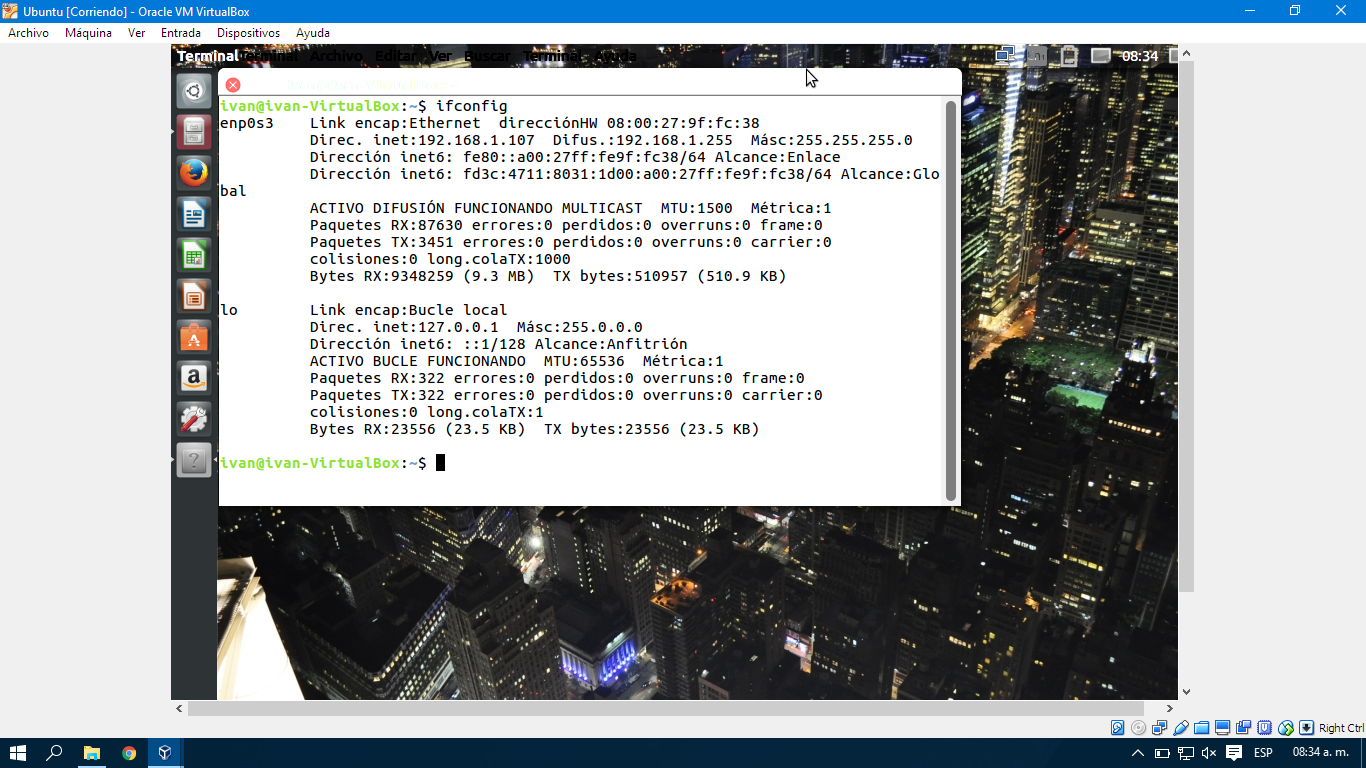 Ubuntu [Corriendo] - Oracle VM VirtualBox
Archivo Máquina Ver Entrada Dispositivos Ayuda
Terminal Terminal Archivo Editar Ver Buscar Terminal Ayuda 08:34
ivan@ivan-VirtualBox:~$ ifconfig
enp0s3 Link encap:Ethernet direcciónHW 08:00:27:9f:fc:38
Direc. inet:192.168.1.107 Difus.:192.168.1.255 Másc:255.255.255.0
Dirección inet6: fe80::a00:27ff:fe9f:fc38/64 Alcance:Enlace
Dirección inet6: fd3c:4711:8031:1d00:a00:27ff:fe9f:fc38/64 Alcance:Glo
bal
ACTIVO DIFUSIÓN FUNCIONANDO MULTICAST MTU:1500 Métrica:1
Paquetes RX:87630 errores:0 perdidos:0 overruns:0 frame:0
Paquetes TX:3451 errores:0 perdidos:0 overruns:0 carrier:0
colisiones:0 long.colaTX:1000
Bytes RX:9348259 (9.3 MB) TX bytes:510957 (510.9 KB)
lo Link encap:Bucle local
Direc. inet:127.0.0.1 Másc:255.0.0.0
Dirección inet6: ::1/128 Alcance:Anfitrión
ACTIVO BUCLE FUNCIONANDO MTU:65536 Métrica:1
Paquetes RX:322 errores:0 perdidos:0 overruns:0 frame:0
Paquetes TX:322 errores:0 perdidos:0 overruns:0 carrier:0
colisiones:0 long.colaTX:1
Bytes RX:23556 (23.5 KB) TX bytes:23556 (23.5 KB)
ivan@ivan-VirtualBox:~$
Right Ctrl
ESP 08:34 a. m.